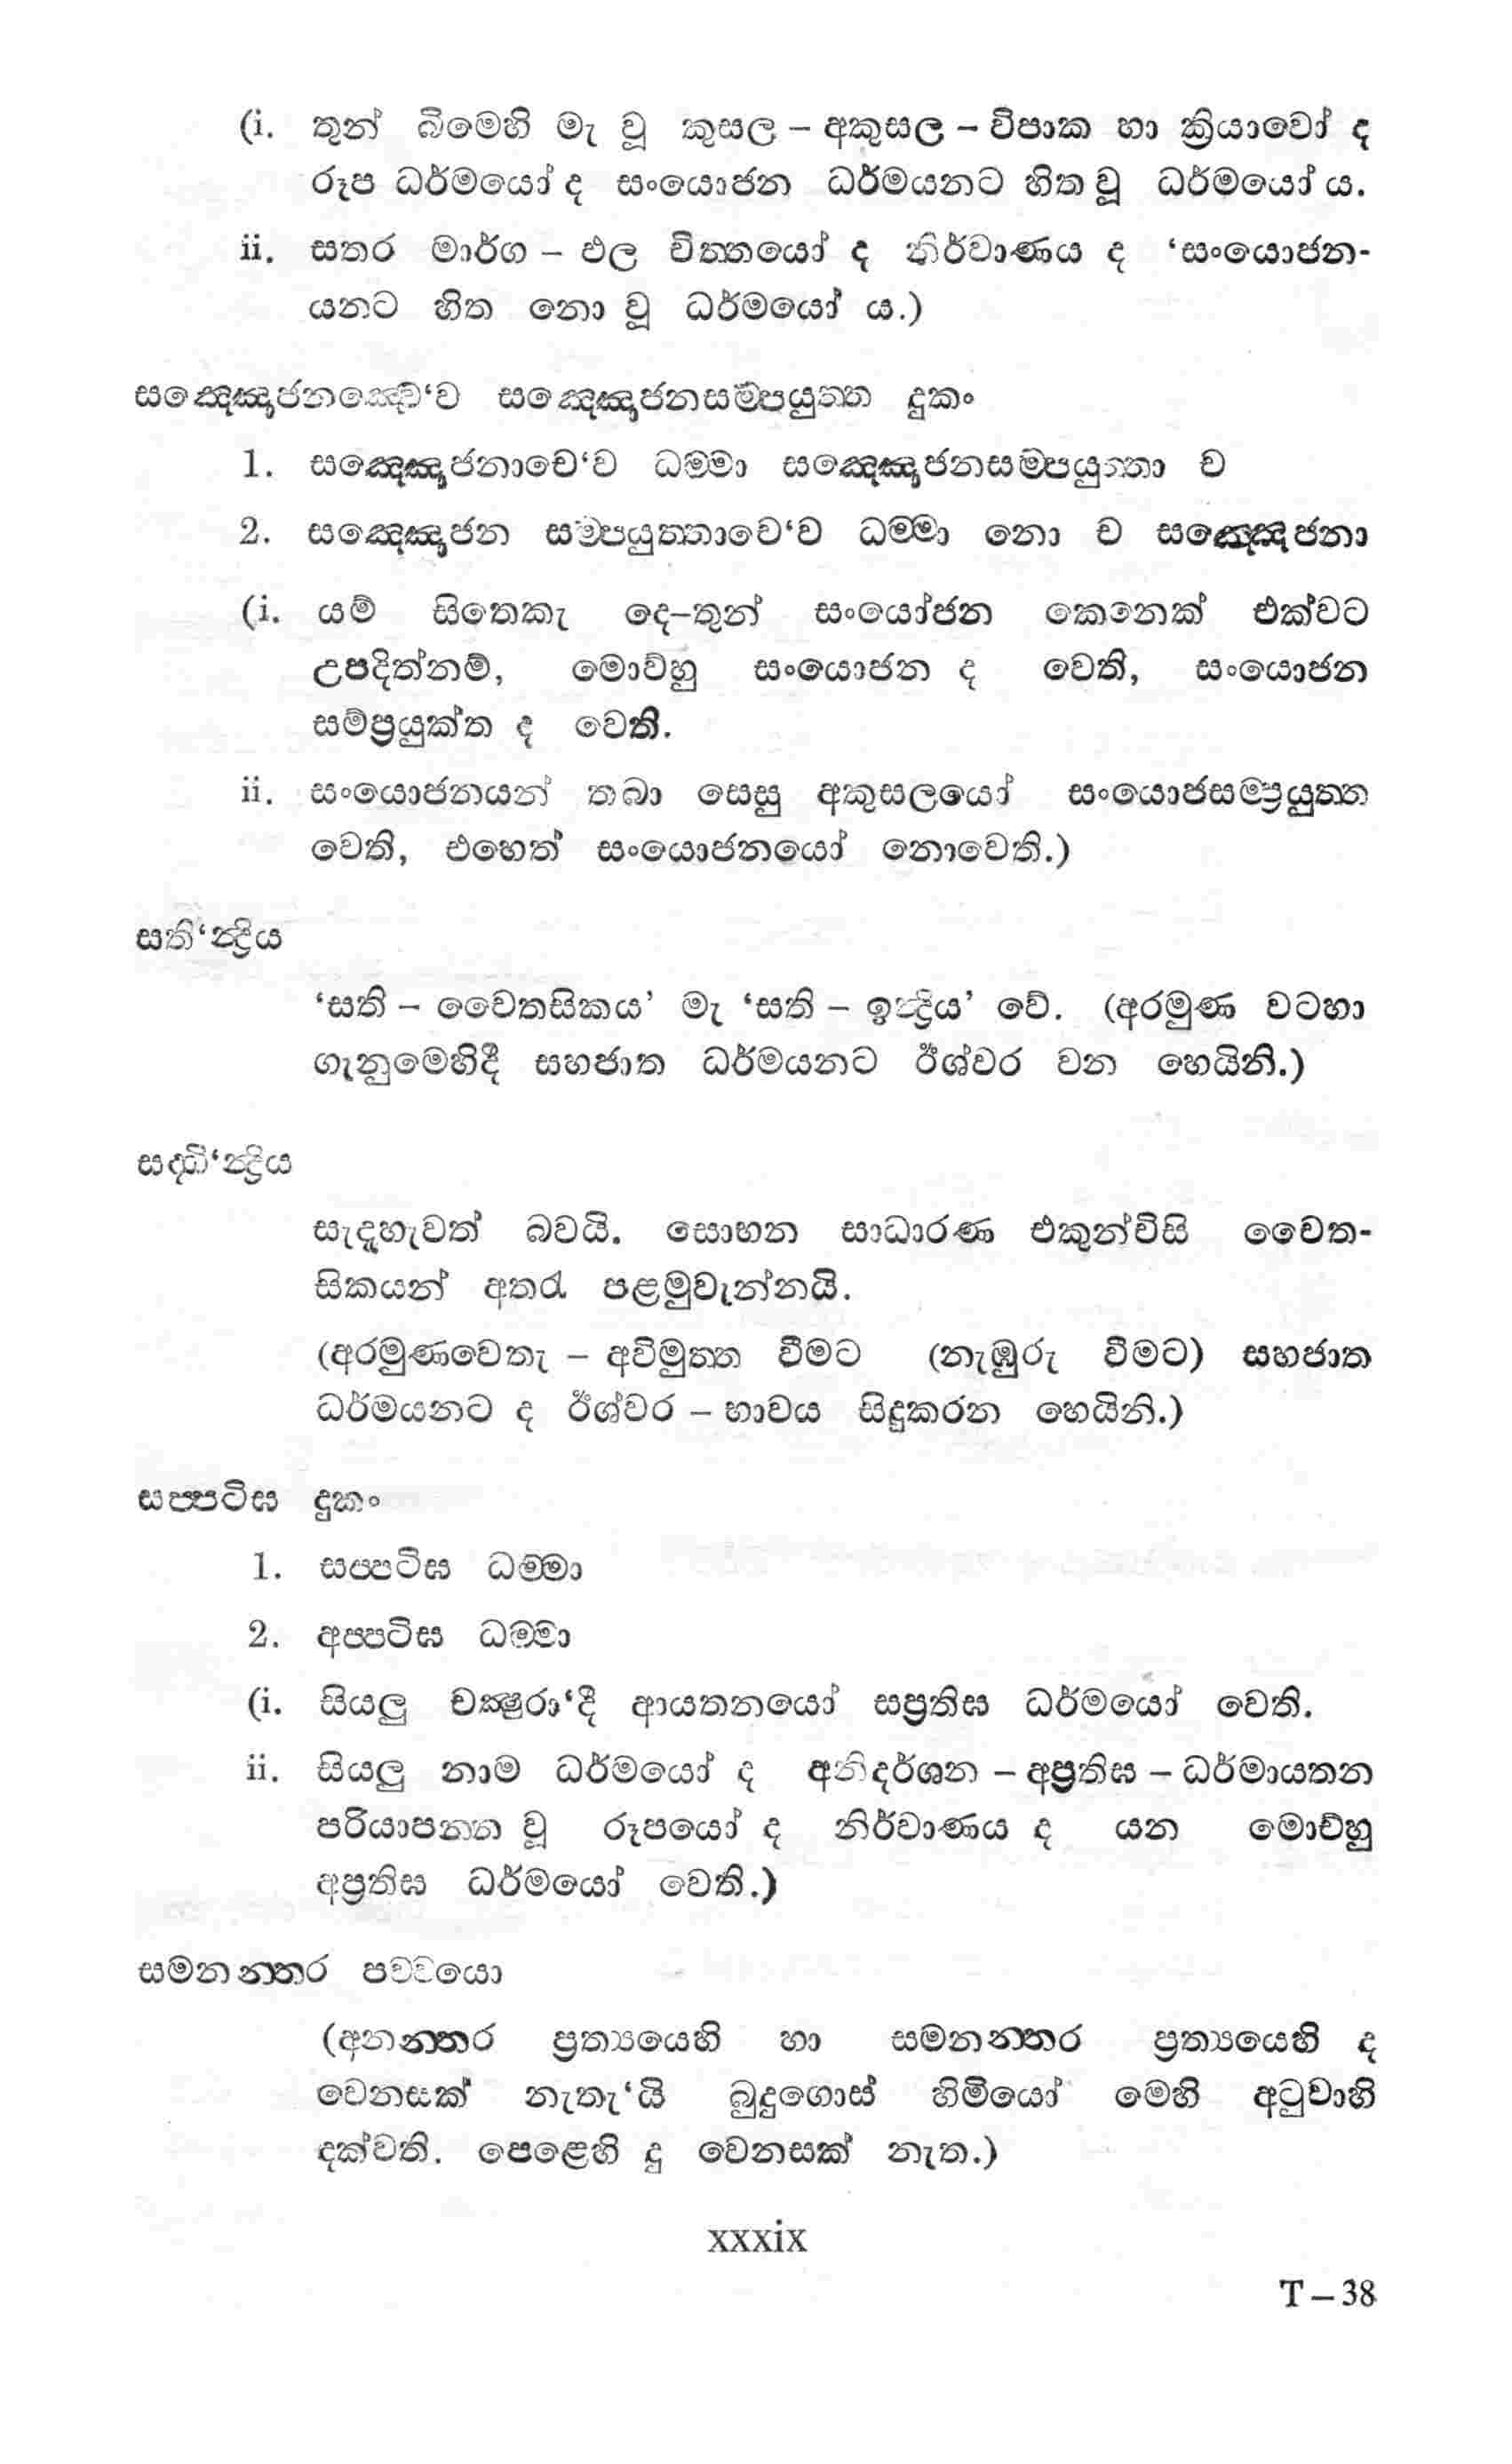 (i. තුන් බිමෙහි මැ වූ කුසල – අකුසල – විපාක හා ක්‍රියාවෝ ද
රූප ධර්මයෝ ද සංයොජන ධර්මයනට හිත වූ ධර්මයෝ ය.
ii. සතර මාර්ග – ඵල චිත්තයෝ ද නිර්වාණය ද ‘සංයොජන-
යනට හිත නො වූ ධර්මයෝ ය.)
සඤ්ඤොජනඤ්චේ‘ව සඤ්ඤොජනසම්පයුත්ත දුකං
1. සඤ්ඤොජනාචෙ‘ව ධම්මා සඤ්ඤොජනසම්පයුත්තා ච
2. සඤ්ඤොජන සම්පයුත්තාචෙ‘ව ධම්මා නො ච සඤ්ඤොජනා
(i. යම් සිතෙකැ දෙ–තුන් සංයෝජන කෙනෙක් එක්වට
උපදිත්නම්, මොව්හු සංයොජන ද වෙති, සංයොජන
සම්ප්‍රයුක්ත ද වෙති.
ii. සංයොජනයන් තබා සෙසු අකුසලයෝ සංයොජසම්ප්‍රයුත්ත
වෙති, එහෙත් සංයොජනයෝ නොවෙති.)
සති‘න්ද්‍රිය
‘සති – චෛතසිකය’ මැ ‘සති – ඉන්ද්‍රිය’ වේ. (අරමුණ වටහා
ගැනුමෙහිදී සහජාත ධර්මයනට ඊශ්වර වන හෙයිනි.)
සද්ධි‘න්ද්‍රිය
සැදැහැවත් බවයි. සොභන සාධාරණ එකුන්විසි චෛත-
සිකයන් අතරැ පළමුවැන්නයි.
(අරමුණවෙතැ – අවිමුත්ත වීමට (නැඹුරු වීමට) සහජාත
ධර්මයනට ද ඊශ්වර – භාවය සිදුකරන හෙයිනි.)
සප්පටිඝ දුකං
1. සප්පටිඝ ධම්මා
2. අප්පටිඝ ධම්මා
(i. සියලු චක්ෂුරා‘දී ආයතනයෝ සප්‍රතිඝ ධර්මයෝ වෙති.
ii. සියලු නාම ධර්මයෝ ද අනිදර්ශන – අප්‍රතිඝ – ධර්මායතන
පරියාපන්න වූ රූපයෝ ද නිර්වාණය ද යන මොව්හු
අප්‍රතිඝ ධර්මයෝ වෙති.)
සමනන්තර පච්චයො
(අනන්තර ප්‍රත්‍යයෙහි හා සමනන්තර ප්‍රත්‍යයෙහි ද
වෙනසක් නැතැ‘යි බුදුගොස් හිමියෝ මෙහි අටුවාහි
දක්වති. පෙළෙහි දු වෙනසක් නැත.)
xxxix
T – 38